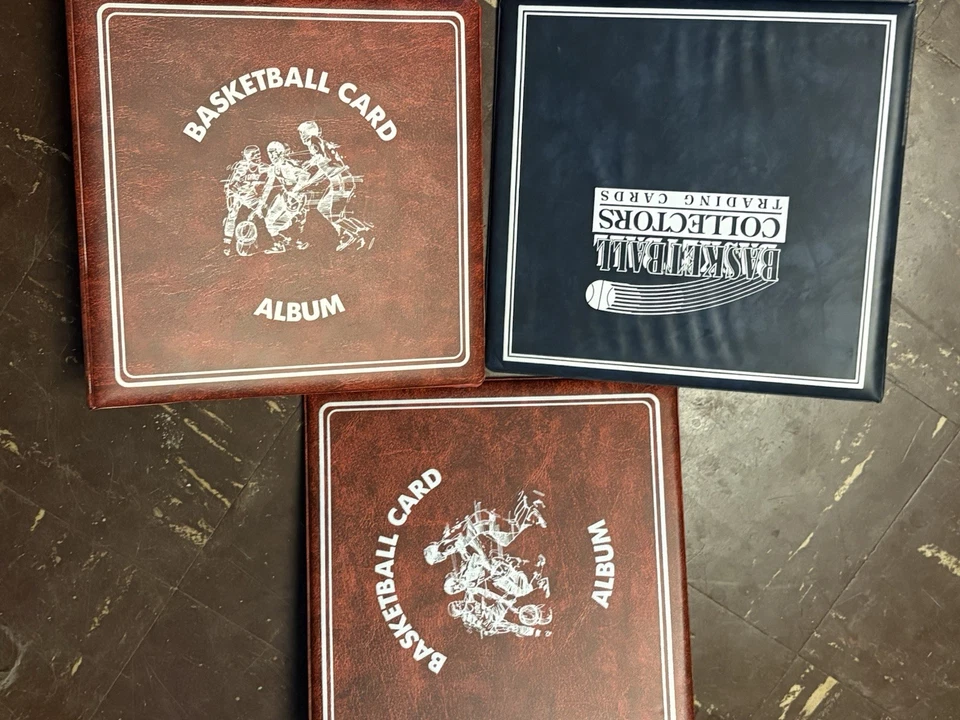 BASKETBALL CARD
ALBUM
BASKETBALL
COLLECTORS
TRADING CARDS
BASKETBALL CARD
ALBUM